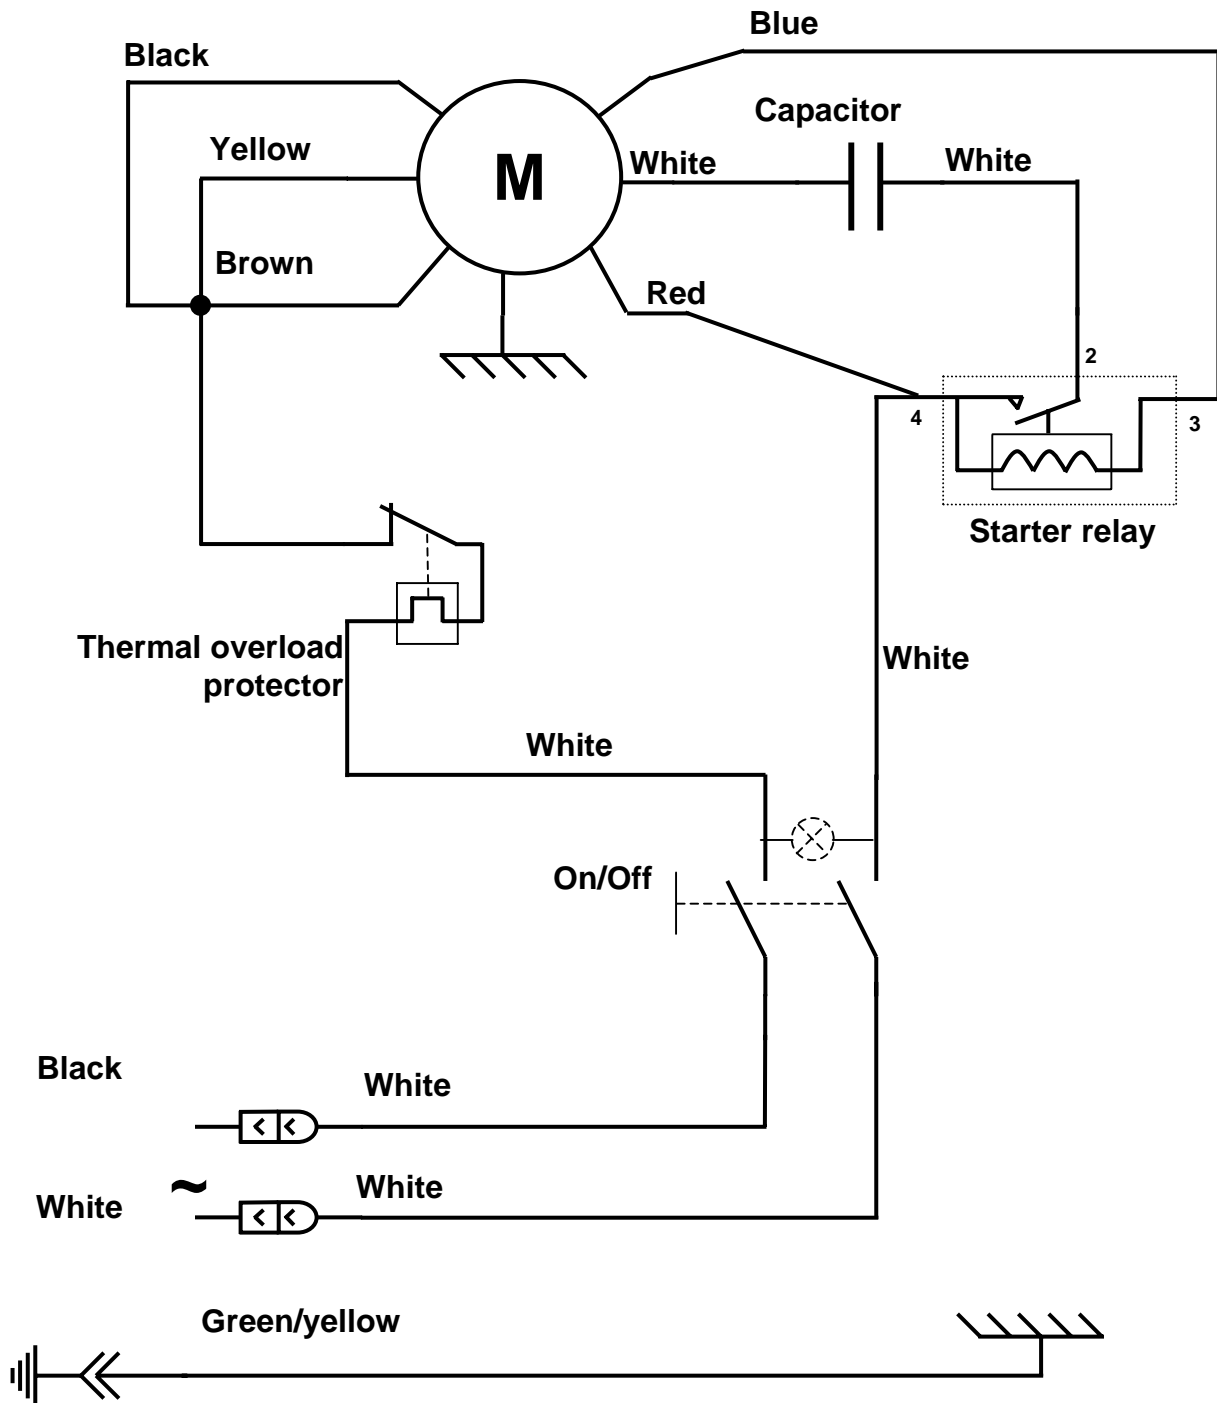 Blue
Black
Capacitor
Yellow
White
White
M
Brown
Red
2
4
3
Starter relay
Thermal overload
protector
White
White
On/Off
Black
White
~
White
White
Green/yellow